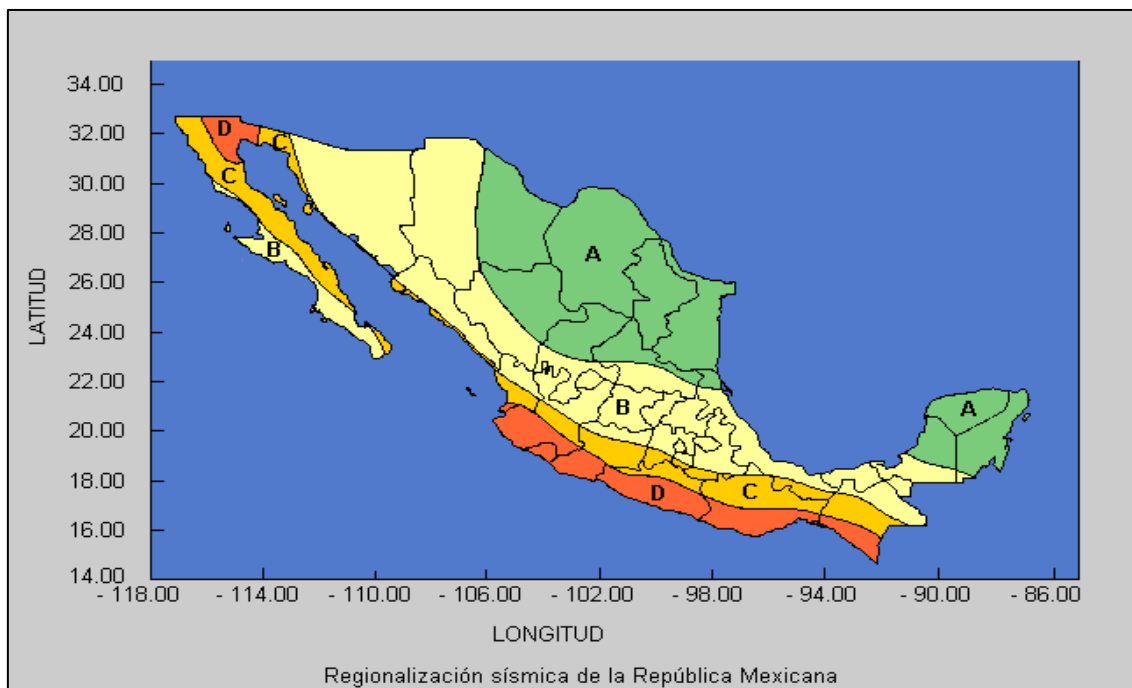 34.00
32.00
30.00
28.00
26.00
24.00
22.00
20.00
18.00
16.00
14.00
LATITUD
D
C
C
B
A
B
A
C
D
- 118.00 - 114.00 - 110.00 - 106.00 - 102.00 - 98.00 - 94.00 - 90.00 - 86.00
LONGITUD
Regionalización sísmica de la República Mexicana